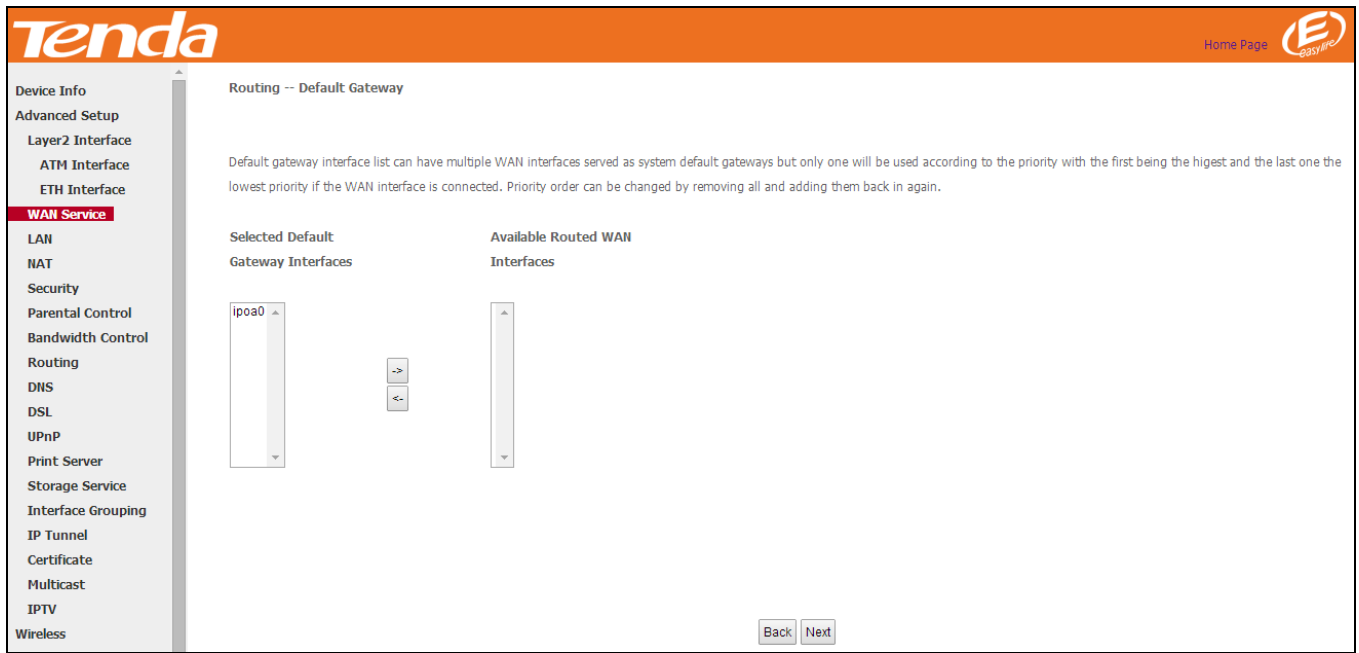 Tenda
Home Page
easylife
Device Info
Advanced Setup
Layer2 Interface
ATM Interface
ETH Interface
WAN Service
LAN
NAT
Security
Parental Control
Bandwidth Control
Routing
DNS
DSL
UPnP
Print Server
Storage Service
Interface Grouping
IP Tunnel
Certificate
Multicast
IPTV
Wireless
Routing -- Default Gateway
Default gateway interface list can have multiple WAN interfaces served as system default gateways but only one will be used according to the priority with the first being the higest and the last one the
lowest priority if the WAN interface is connected. Priority order can be changed by removing all and adding them back in again.
Selected Default
Gateway Interfaces
Available Routed WAN
Interfaces
ipoa0
->
<-
Back Next